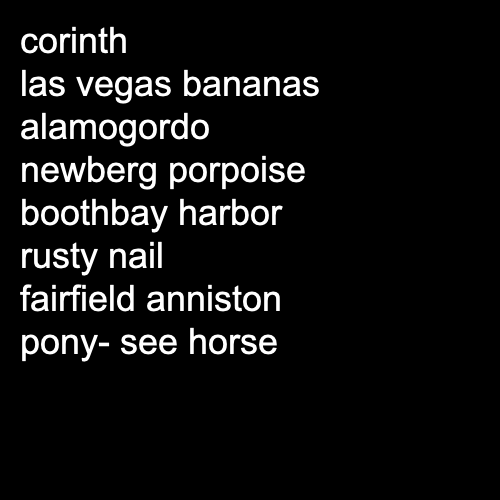 corinth
las vegas bananas
alamogordo
newberg porpoise
boothbay harbor
rusty nail
fairfield anniston
pony- see horse